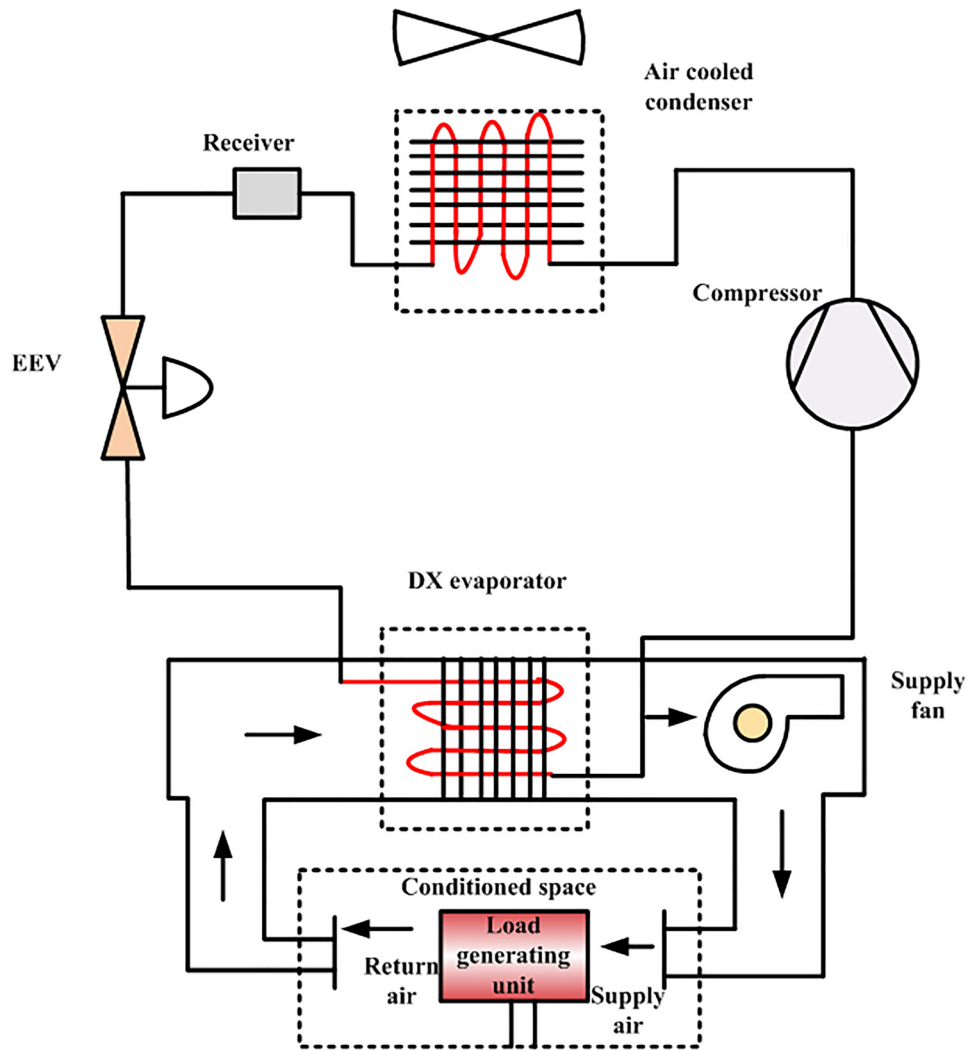 Air cooled
condenser
Receiver
Compressor
EEV
DX evaporator
Supply
fan
Conditioned space
Load
generating
unit
Return
air
Supply
air